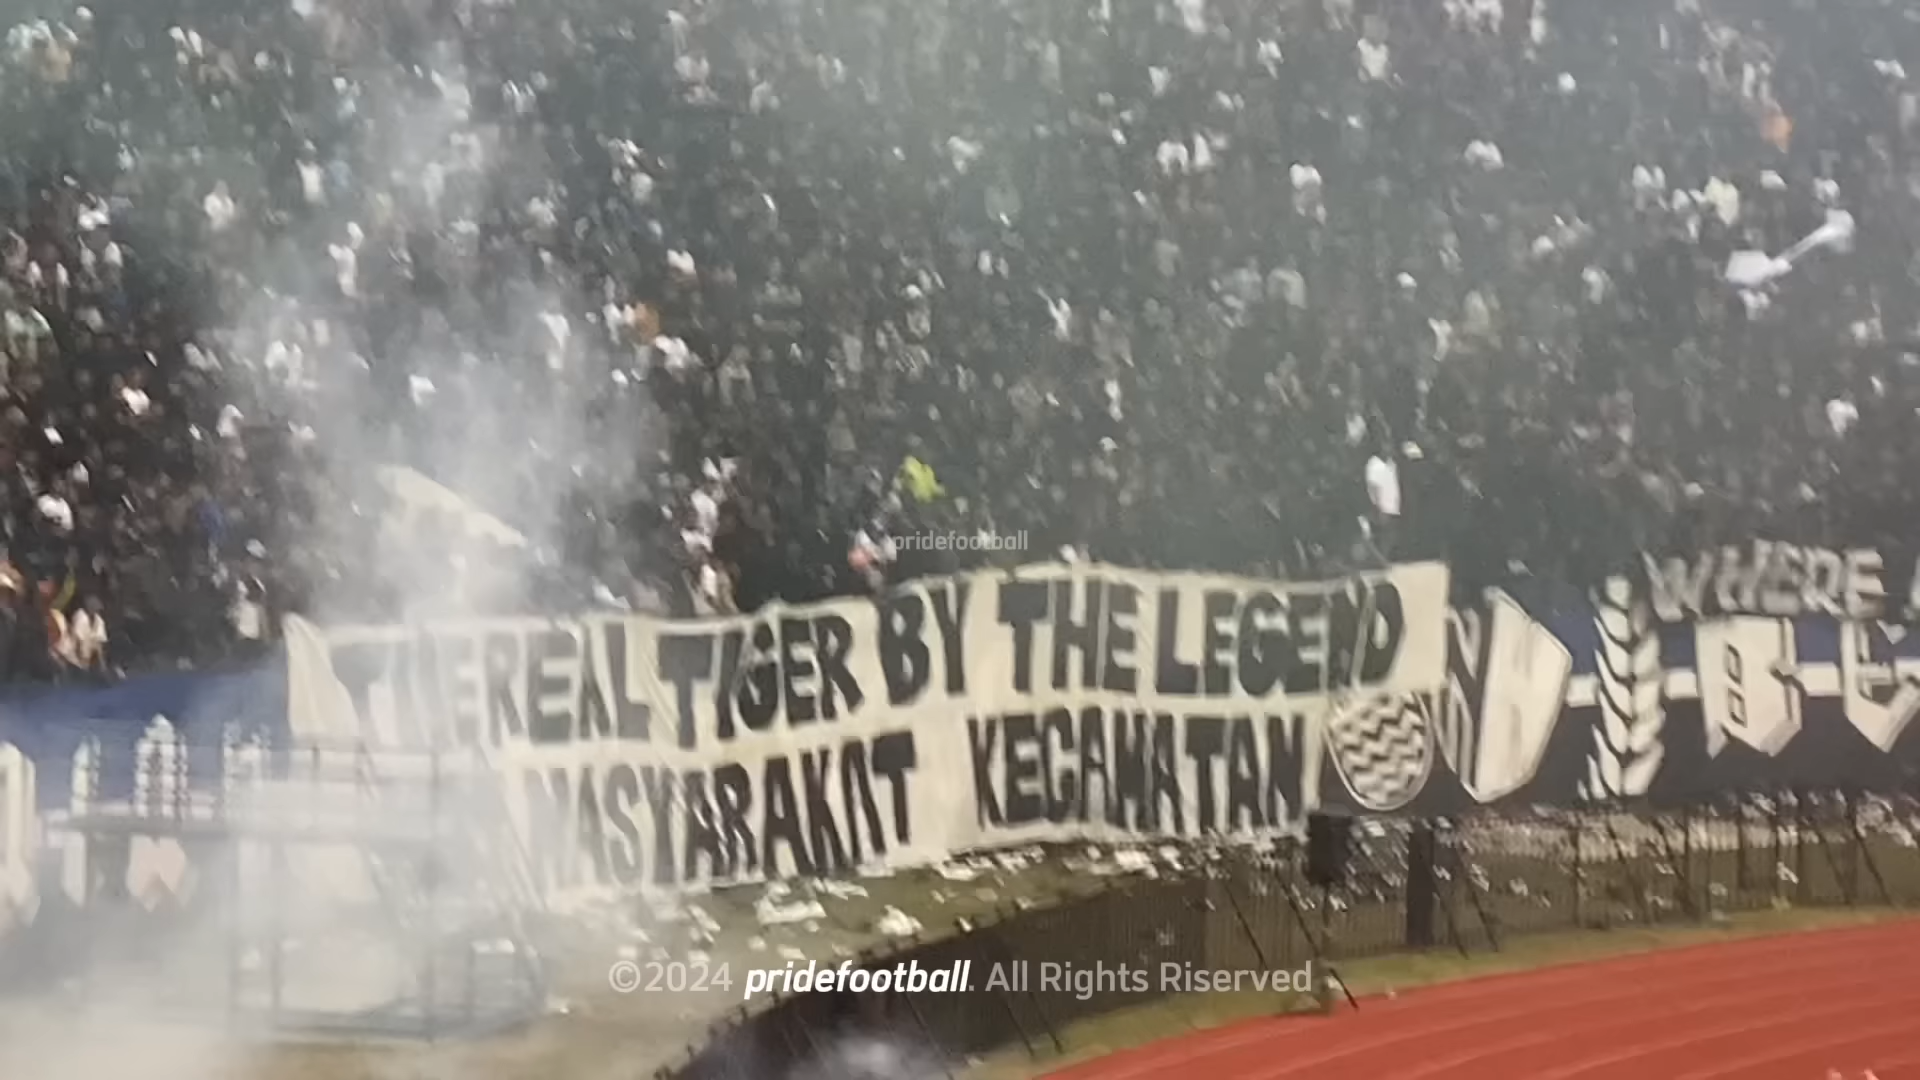 pridefootball
WHERE
THE REAL TIGER BY THE LEGEND
MASYARAKAT KECAMATAN
©2024 pridefootball. All Rights Riserved